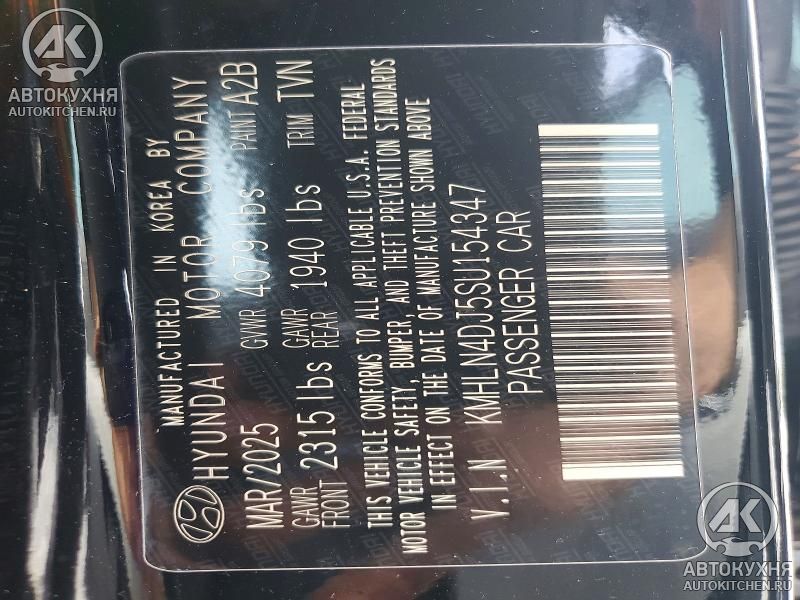 АВТОКУХНЯ
AUTOKITCHEN.RU
MANUFACTURED IN KOREA BY
HYUNDAI MOTOR COMPANY
MAR/2025 GVWR 4079 lbs PAINT A2B
GAWR FRONT 2315 lbs GAWR REAR 1940 lbs TRIM TVN
THIS VEHICLE CONFORMS TO ALL APPLICABLE U.S.A. FEDERAL
MOTOR VEHICLE SAFETY, BUMPER, AND THEFT PREVENTION STANDARDS
IN EFFECT ON THE DATE OF MANUFACTURE SHOWN ABOVE
V.I.N KMHLN4DJ5SU154347
PASSENGER CAR
АВТОКУХНЯ
AUTOKITCHEN.RU